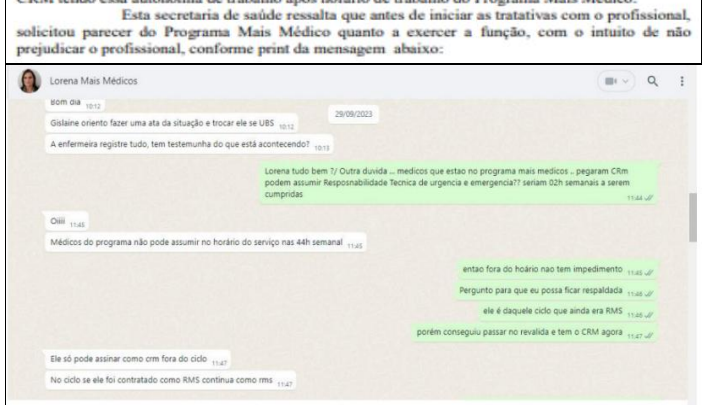 CRM tendo essa autonomia de trabalho após horário de trabalho do Programa Mais Médico.
Esta secretaria de saúde ressalta que antes de iniciar as tratativas com o profissional,
solicitou parecer do Programa Mais Médico quanto a exercer a função, com o intuito de não
prejudicar o profissional, conforme print da mensagem abaixo:
Lorena Mais Médicos
Bom dia 10:12
29/09/2023
Gislaine oriento fazer uma ata da situação e trocar ele se UBS 10:12
A enfermeira registre tudo, tem testemunha do que está acontecendo? 10:13
Lorena tudo bem ?/ Outra duvida ... medicos que estao no programa mais medicos .. pegaram CRm
podem assumir Resposnabilidade Tecnica de urgencia e emergencia?? seriam 02h semanais a serem
cumpridas
11:44
Oiiii 11:45
Médicos do programa não pode assumir no horário do serviço nas 44h semanal 11:45
entao fora do hoário nao tem impedimento 11:45
Pergunto para que eu possa ficar respaldada 11:46
ele é daquele ciclo que ainda era RMS 11:46
porém conseguiu passar no revalida e tem o CRM agora 11:47
Ele só pode assinar como crm fora do ciclo 11:47
No ciclo se ele foi contratado como RMS continua como rms 11:47